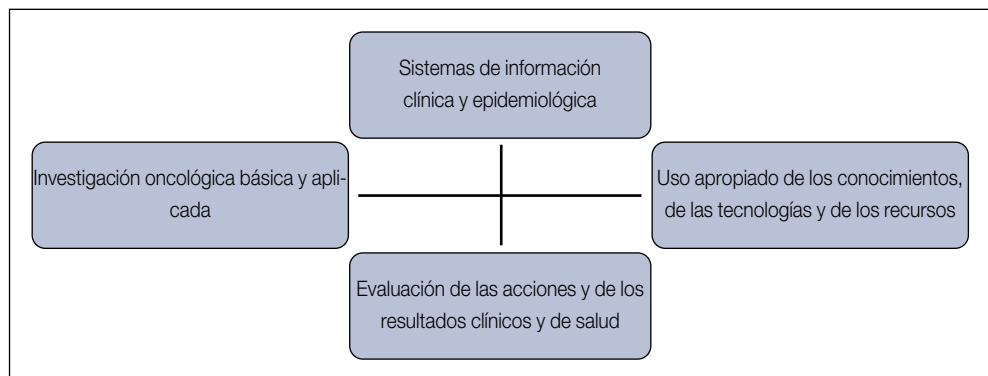 Sistemas de información
clínica y epidemiológica
Investigación oncológica básica y apli-
cada
Uso apropiado de los conocimientos,
de las tecnologías y de los recursos
Evaluación de las acciones y de los
resultados clínicos y de salud